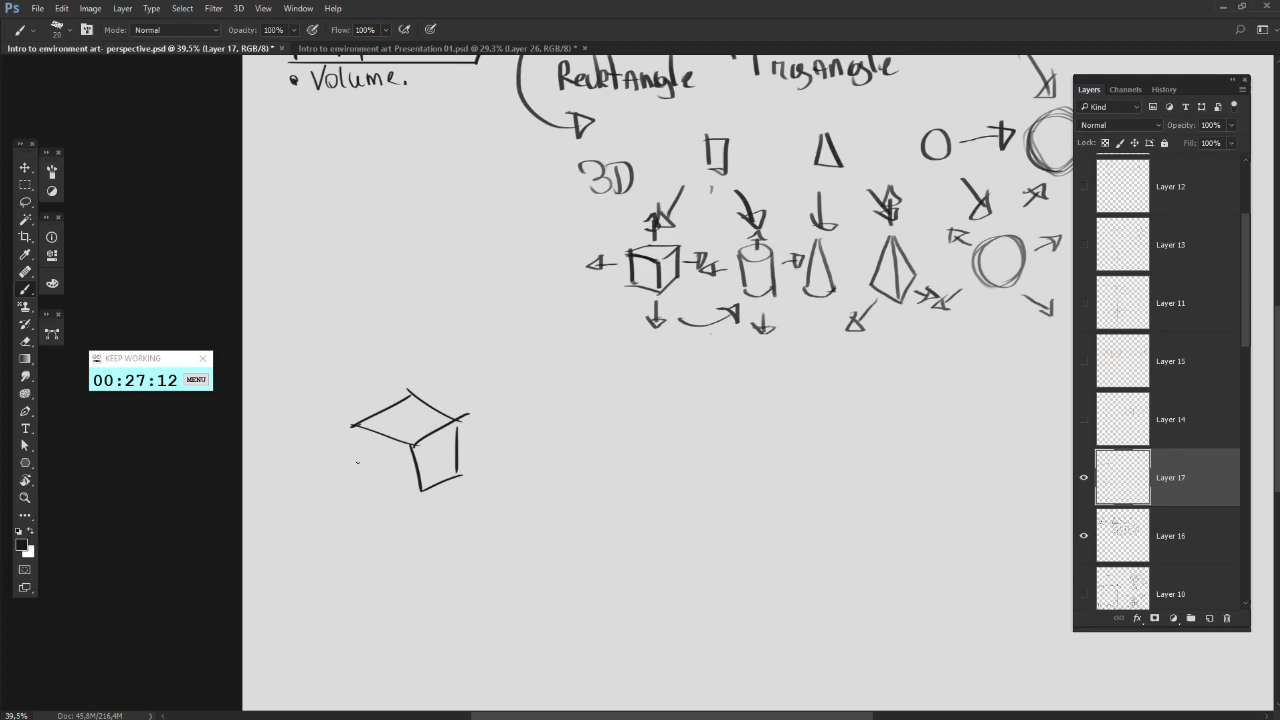 Ps File Edit Image Layer Type Select Filter 3D View Window Help
20 Mode: Normal Opacity: 100% Flow: 100%
Intro to environment art- perspective.psd @ 39,5% (Layer 17, RGB/8) * × Intro to environment art Presentation 01.psd @ 29,3% (Layer 26, RGB/8) * ×
• Volume.
3D
KEEP WORKING
00:27:12 MENU
Layers Channels History
Kind
Normal Opacity: 100%
Lock: Fill: 100%
Layer 12
Layer 13
Layer 11
Layer 15
Layer 14
Layer 17
Layer 16
Layer 10
39,5% Doc: 45,8M/216,4M